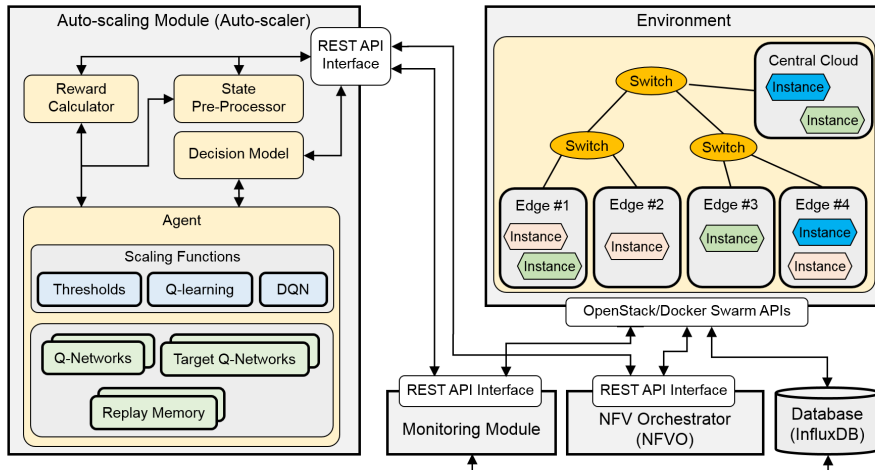 Auto-scaling Module (Auto-scaler)
REST API
Interface
Reward
Calculator
State
Pre-Processor
Decision Model
Agent
Scaling Functions
Thresholds
Q-learning
DQN
Q-Networks
Target Q-Networks
Replay Memory
Environment
Central Cloud
Instance
Instance
Switch
Switch
Switch
Edge #1
Instance
Instance
Edge #2
Instance
Edge #3
Instance
Edge #4
Instance
Instance
OpenStack/Docker Swarm APIs
REST API Interface
Monitoring Module
REST API Interface
NFV Orchestrator
(NFVO)
Database
(InfluxDB)